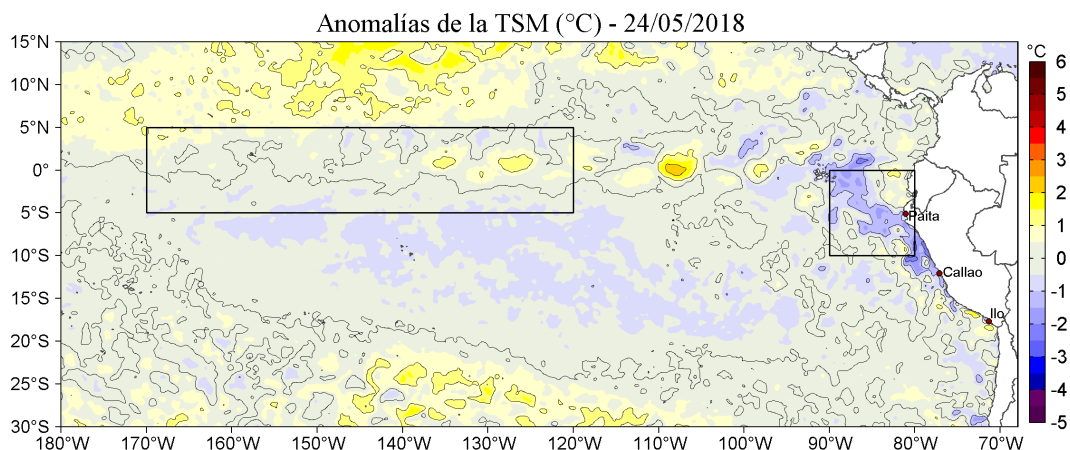 Anomalías de la TSM (°C) - 24/05/2018
15°N
10°N
5°N
0°
5°S
10°S
15°S
20°S
25°S
30°S
180°W
170°W
160°W
150°W
140°W
130°W
120°W
110°W
100°W
90°W
80°W
70°W
Paita
Callao
Ilo
°C
6
5
4
3
2
1
0
-1
-2
-3
-4
-5